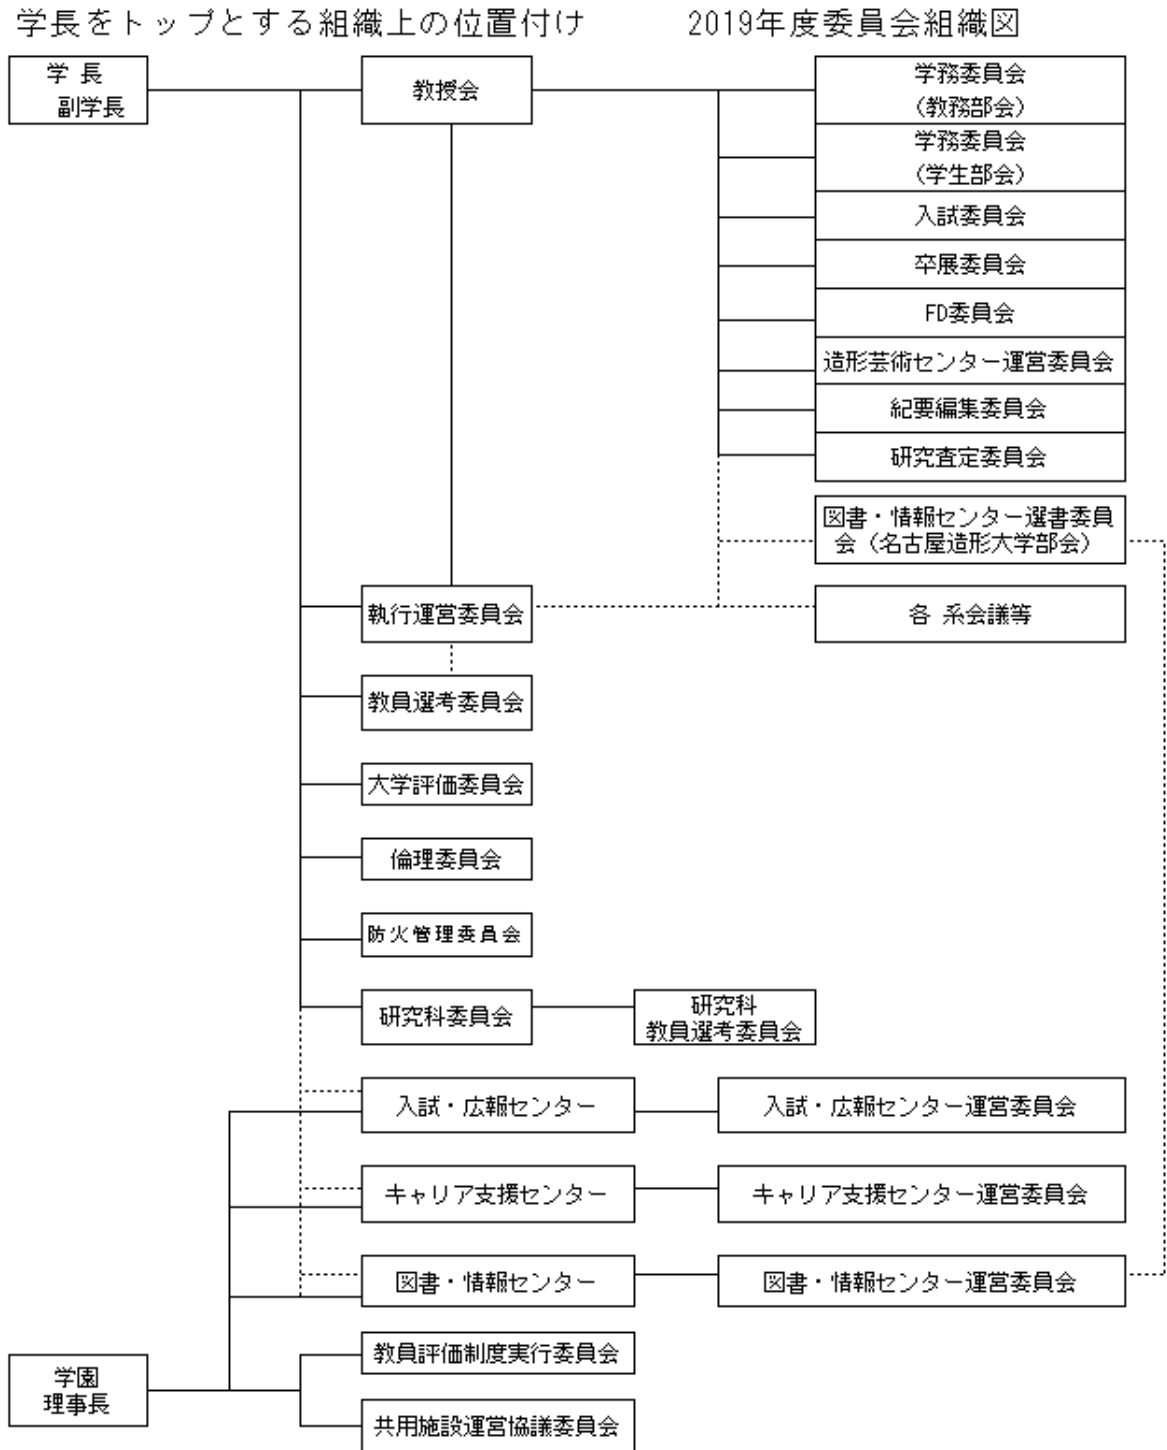 学長をトップとする組織上の位置付け 2019年度委員会組織図
学 長
副学長
教授会
学務委員会
(教務部会)
学務委員会
(学生部会)
入試委員会
卒展委員会
FD委員会
造形芸術センター運営委員会
紀要編集委員会
研究査定委員会
図書・情報センター選書委員
会（名古屋造形大学部会）
執行運営委員会
各 系会議等
教員選考委員会
大学評価委員会
倫理委員会
防火管理委員会
研究科委員会
研究科
教員選考委員会
入試・広報センター
入試・広報センター運営委員会
キャリア支援センター
キャリア支援センター運営委員会
図書・情報センター
図書・情報センター運営委員会
教員評価制度実行委員会
学園
理事長
共用施設運営協議委員会